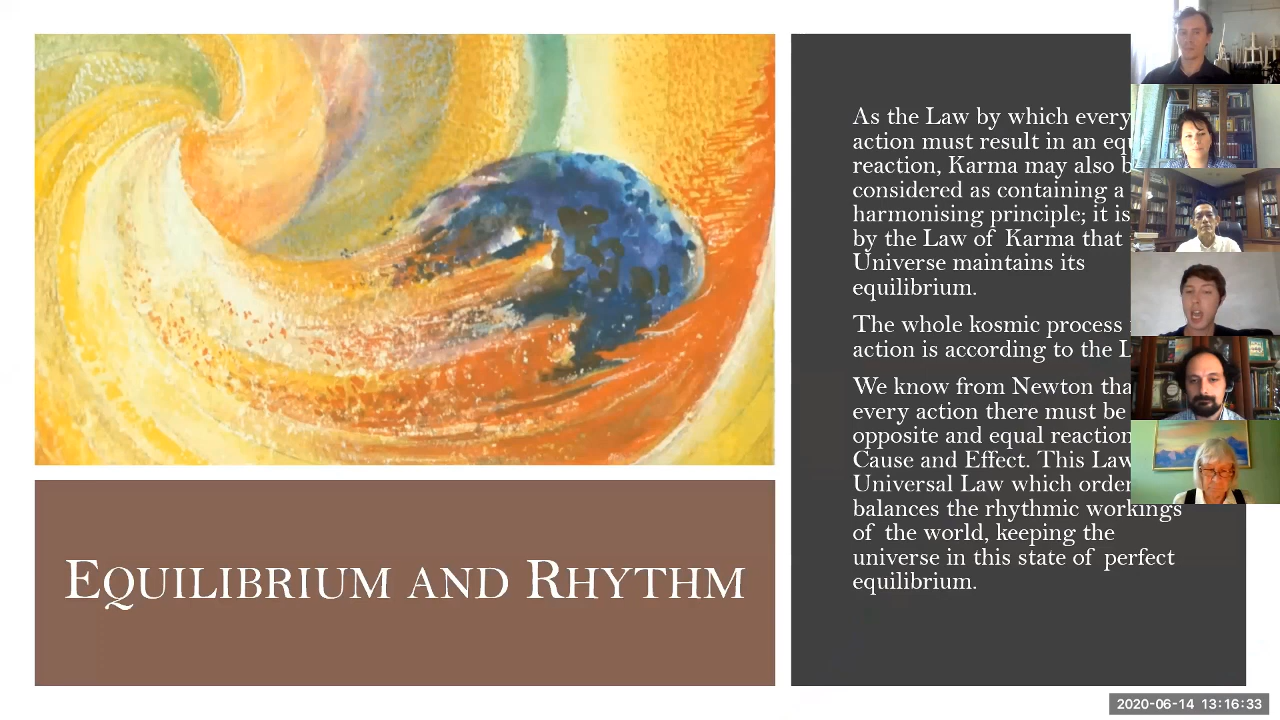 EQUILIBRIUM AND RHYTHM
As the Law by which every
action must result in an
reaction, Karma may also
considered as containing a
harmonising principle; it is
by the Law of Karma that
Universe maintains its
equilibrium.
The whole kosmic process
action is according to the
We know from Newton
every action there must be
opposite and equal reaction
Cause and Effect. This Law
Universal Law which
balances the rhythmic workings
of the world, keeping the
universe in this state of perfect
equilibrium.
2020-06-14 13:16:33